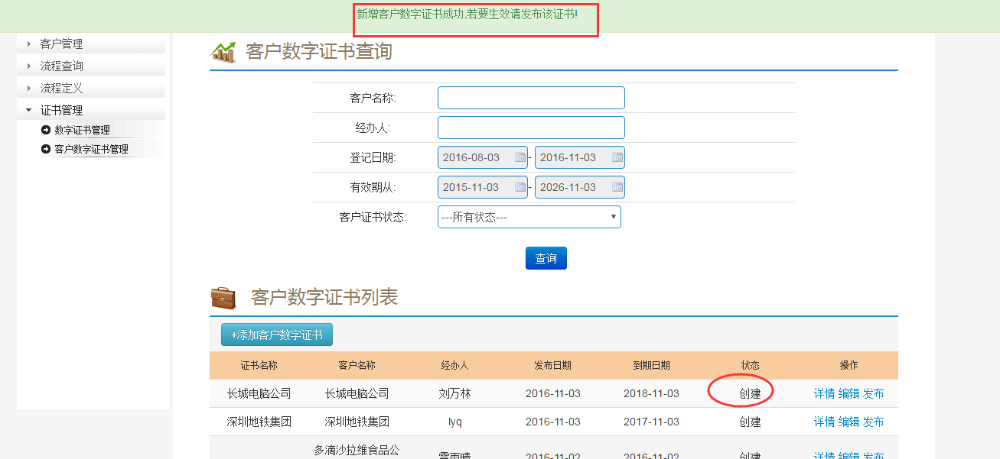 新增客户数字证书成功,若要生效请发布该证书!
客户管理
流程查询
流程定义
证书管理
数字证书管理
客户数字证书管理
客户数字证书查询
客户名称:
经办人:
登记日期: 2016-08-03 - 2016-11-03
有效期从: 2015-11-03 - 2026-11-03
客户证书状态: ---所有状态---
查询
客户数字证书列表
+添加客户数字证书
证书名称 客户名称 经办人 发布日期 到期日期 状态 操作
长城电脑公司 长城电脑公司 刘万林 2016-11-03 2018-11-03 创建 详情 编辑 发布
深圳地铁集团 深圳地铁集团 lyq 2016-11-03 2017-11-03 创建 详情 编辑 发布
多滴沙拉维食品公
2016-11-02 2016-11-02 创建 详情 编辑 发布